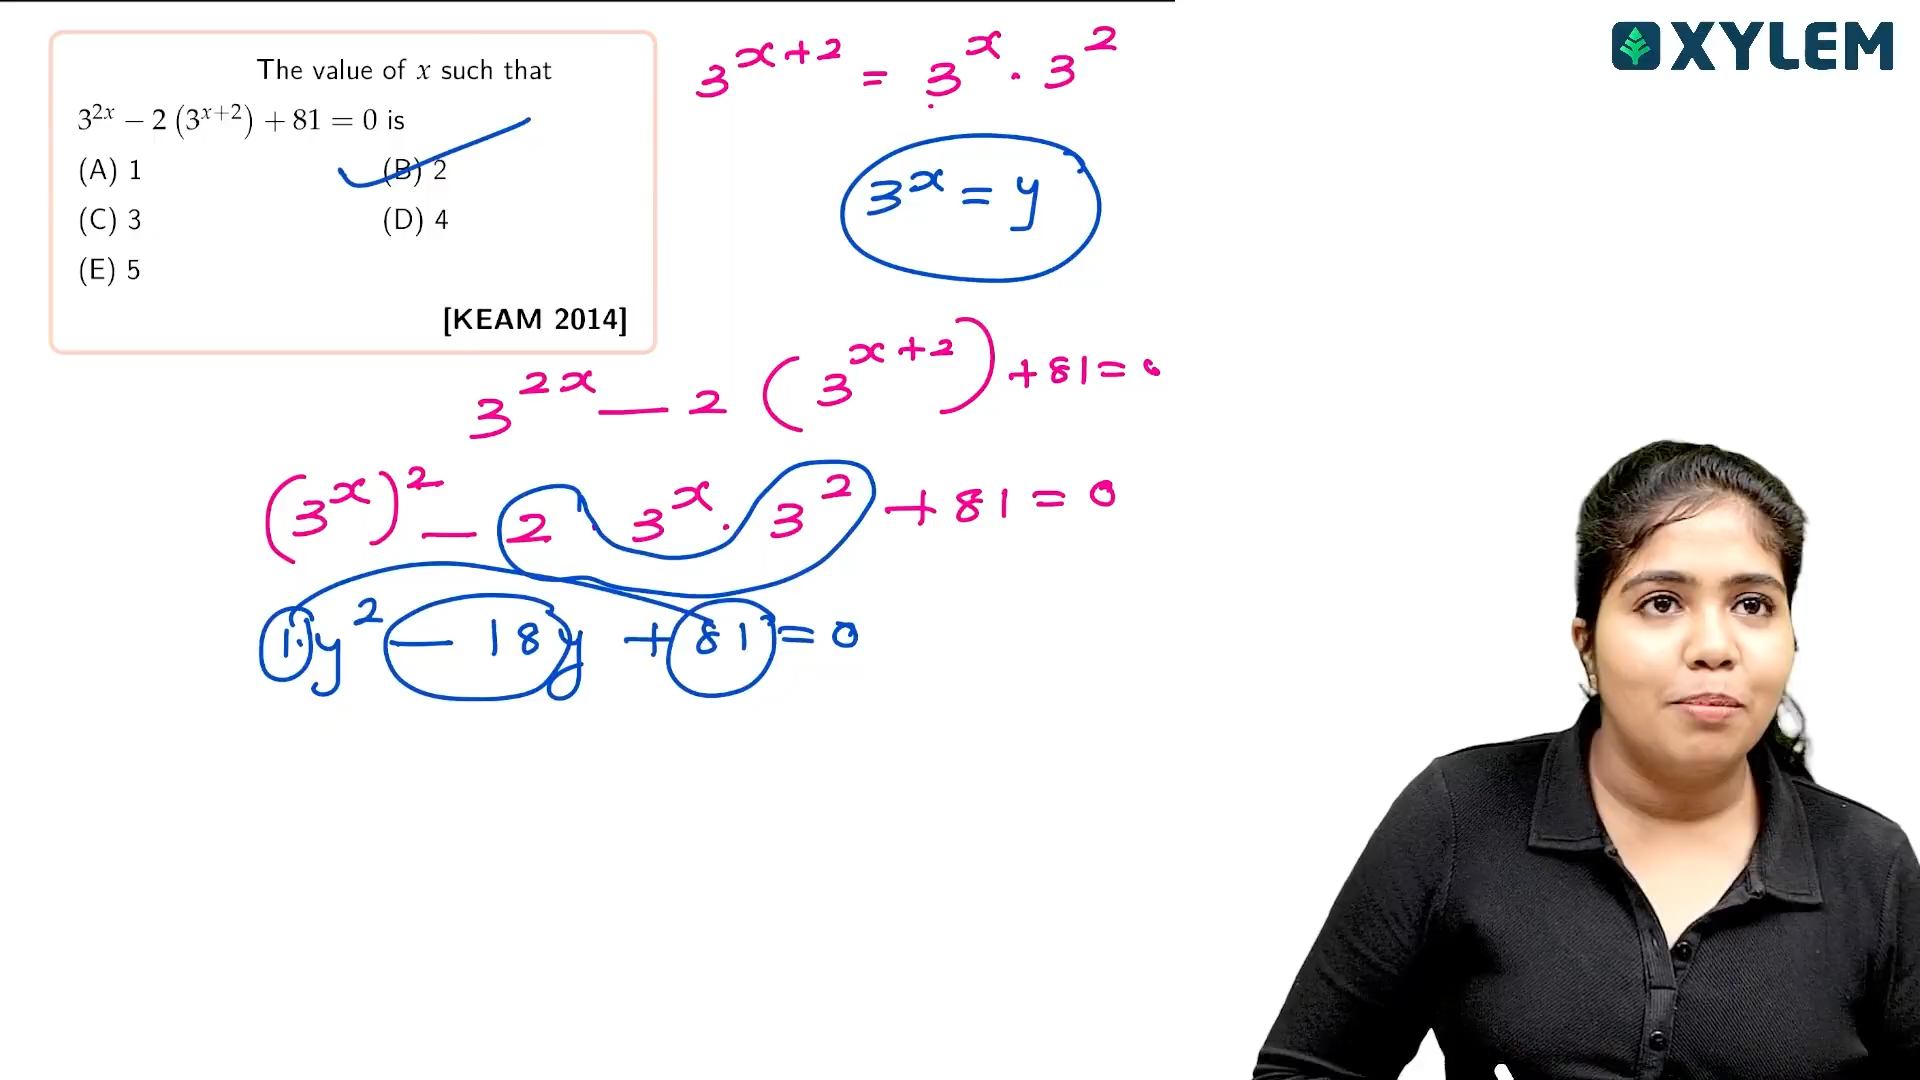 XYLEM
The value of x such that
3^{2x} − 2 (3^{x+2}) + 81 = 0 is
(A) 1 (B) 2
(C) 3 (D) 4
(E) 5
[KEAM 2014]
3^{x+2} = 3^x . 3^2
3^x = y
3^{2x} — 2 (3^{x+2}) + 81 = 0
(3^x)^2 — 2 . 3^x . 3^2 + 81 = 0
1.y^2 — 18y + 81 = 0